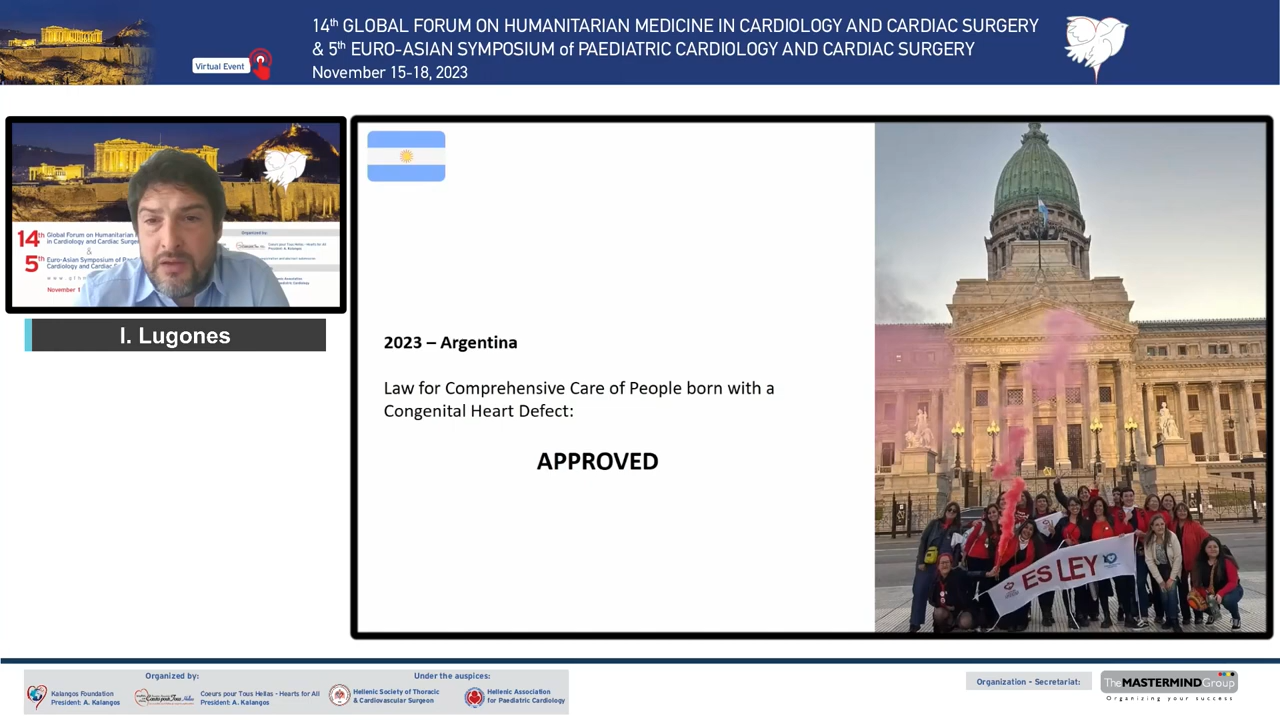 14th GLOBAL FORUM ON HUMANITARIAN MEDICINE IN CARDIOLOGY AND CARDIAC SURGERY
& 5th EURO-ASIAN SYMPOSIUM of PAEDIATRIC CARDIOLOGY AND CARDIAC SURGERY
November 15-18, 2023
Virtual Event
14th Global Forum on Humanitarian
in Cardiology and Cardiac Surger
&
5th Euro-Asian Symposium of
Cardiology and Cardiac
November 1
Organized by:
I. Lugones
2023 – Argentina
Law for Comprehensive Care of People born with a
Congenital Heart Defect:
APPROVED
ES LEY
Organized by:
Kalangos Foundation
President: A. Kalangos
Coeurs pour Tous Hellas - Hearts for All
President: A. Kalangos
Under the auspices:
Hellenic Society of Thoracic
& Cardiovascular Surgeon
Hellenic Association
for Paediatric Cardiology
Organization - Secretariat:
The MASTERMIND Group
Organizing your success